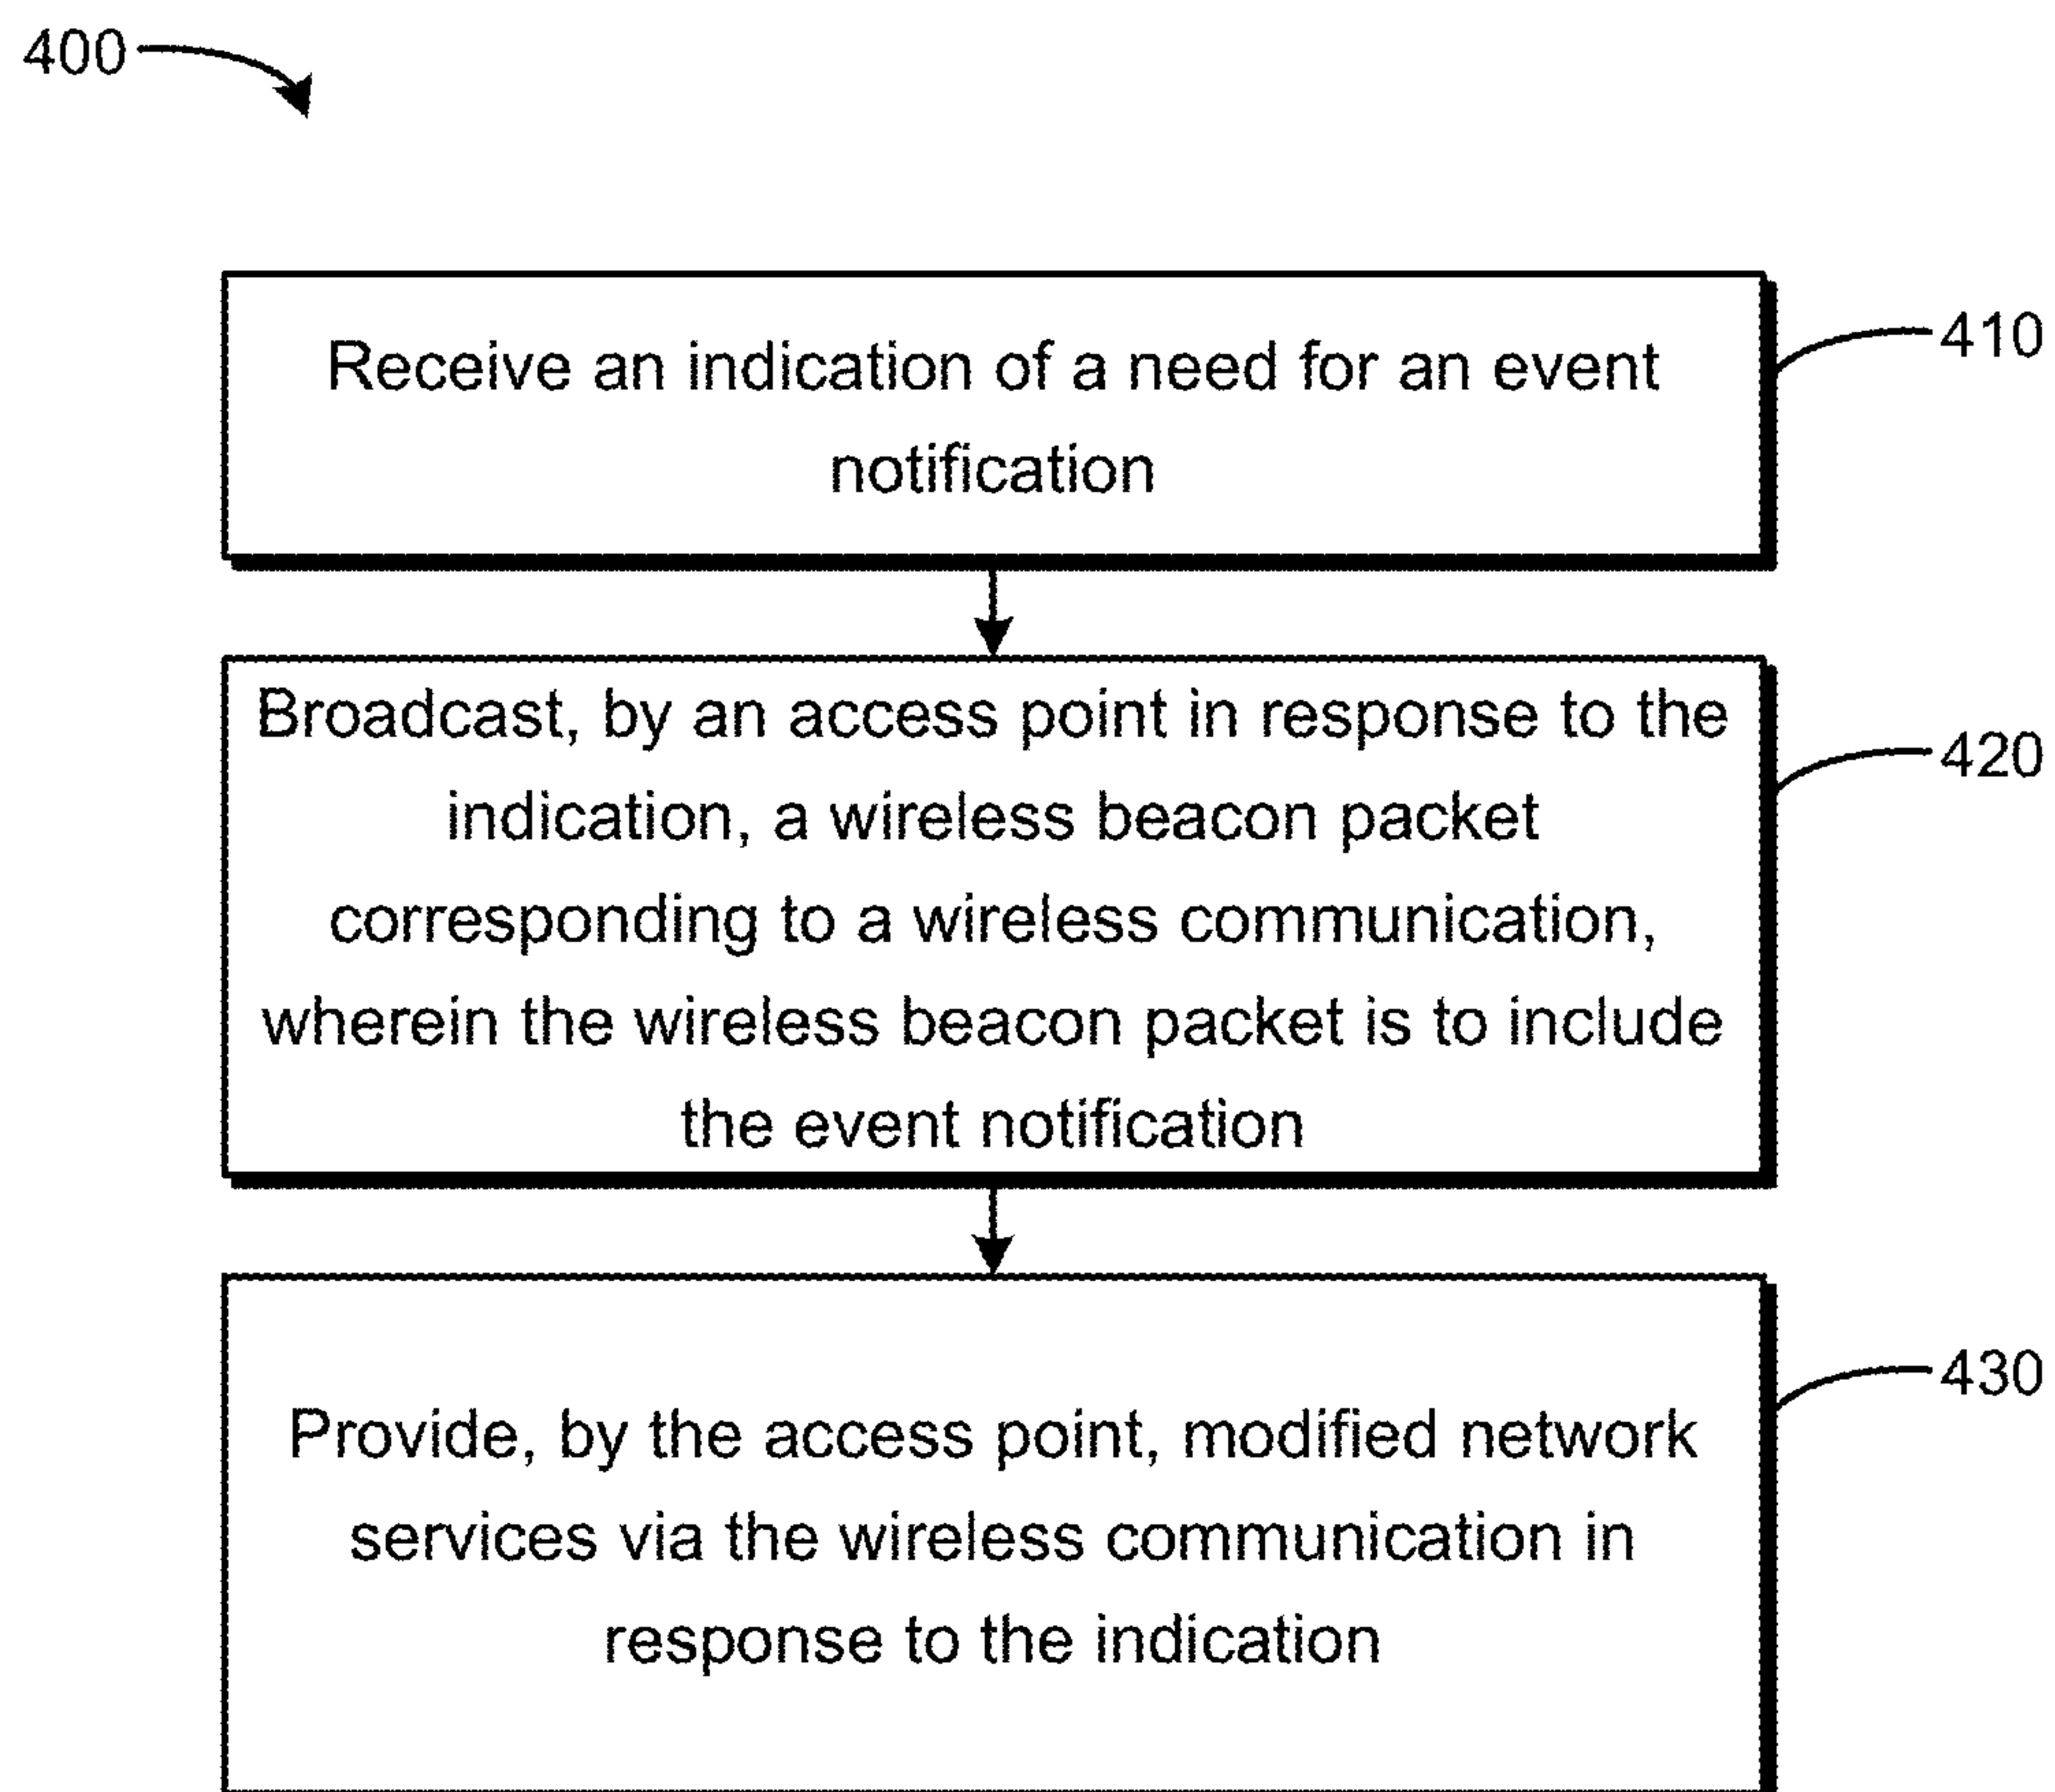 400
Receive an indication of a need for an event
notification
410
Broadcast, by an access point in response to the
indication, a wireless beacon packet
corresponding to a wireless communication,
wherein the wireless beacon packet is to include
the event notification
420
Provide, by the access point, modified network
services via the wireless communication in
response to the indication
430